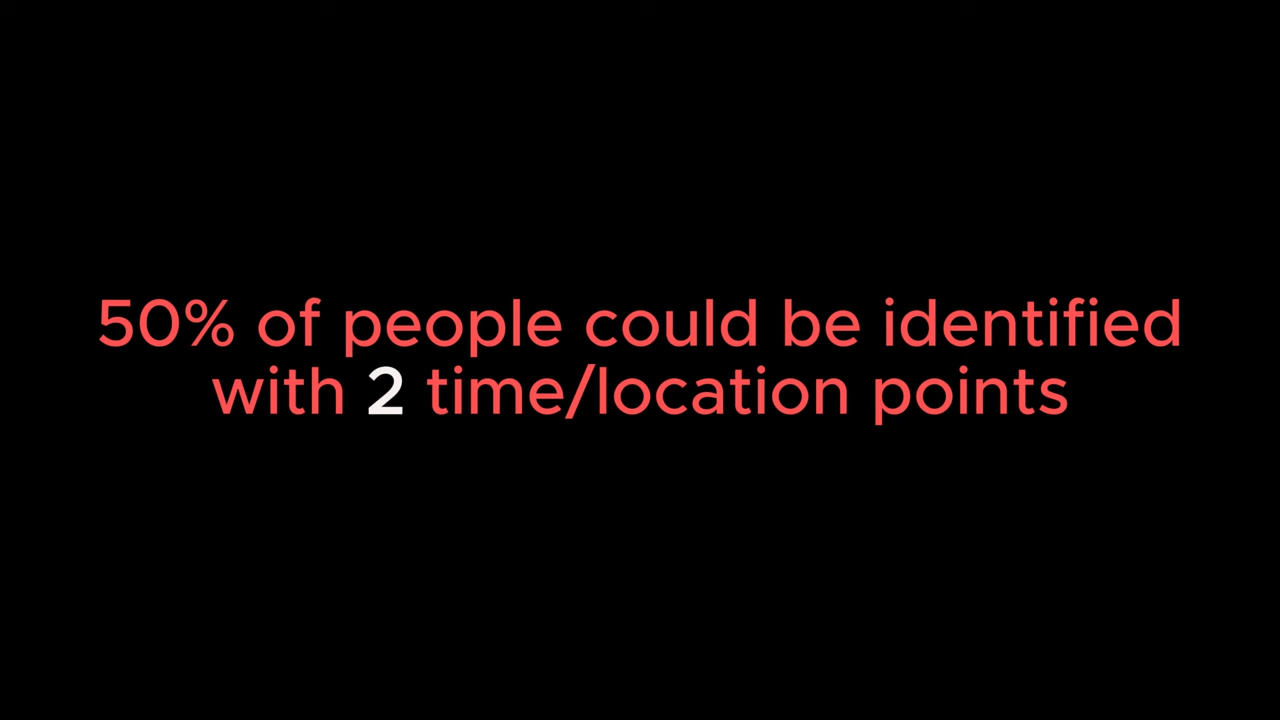 50% of people could be identified
with 2 time/location points